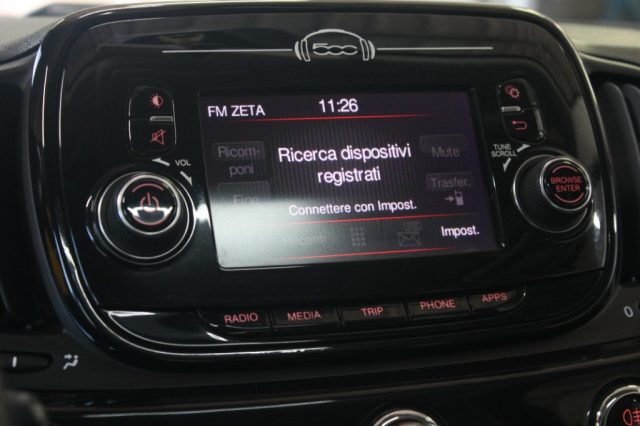 500
FM ZETA 11:26
Ricom-
poni
Ricerca dispositivi
registrati
Mute
Fine
Trasfer.
Connettere con Impost.
Recenti
Impost.
VOL
TUNE
SCROLL
BROWSE
ENTER
RADIO MEDIA TRIP PHONE APPS
0